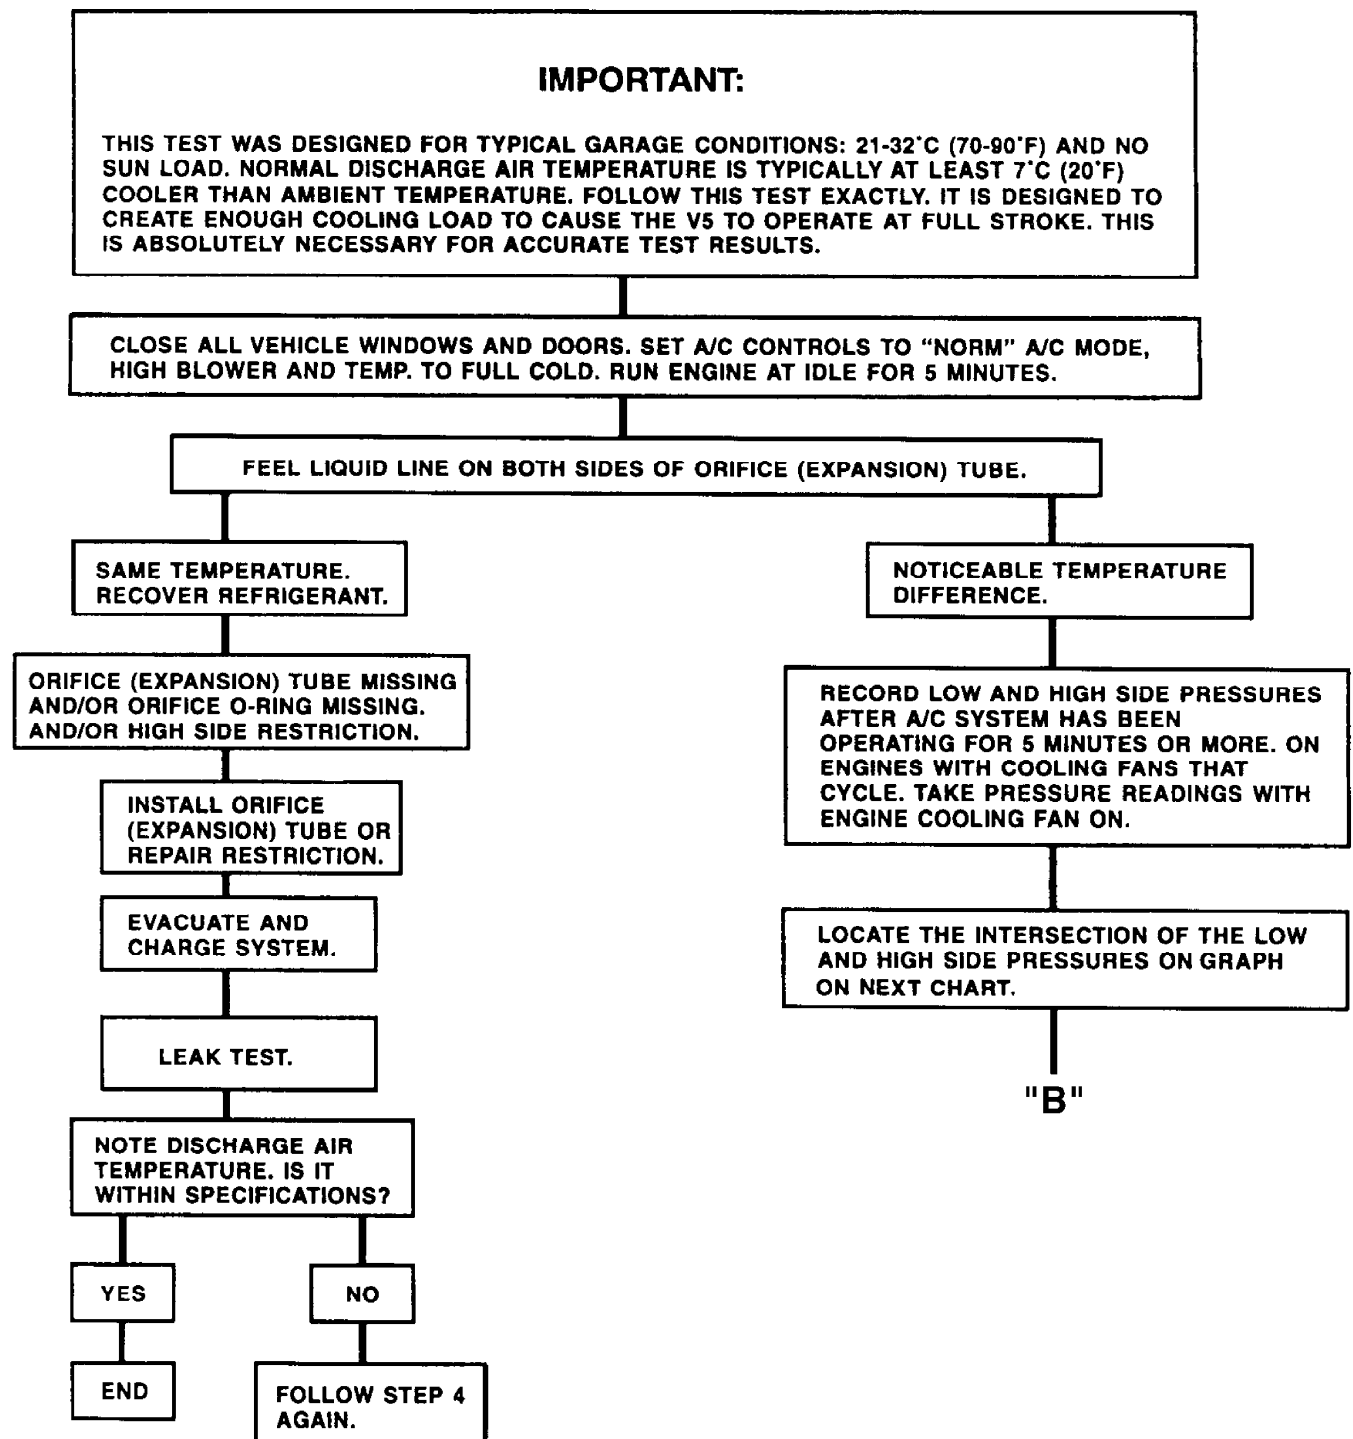 IMPORTANT:
THIS TEST WAS DESIGNED FOR TYPICAL GARAGE CONDITIONS: 21-32°C (70-90°F) AND NO
SUN LOAD. NORMAL DISCHARGE AIR TEMPERATURE IS TYPICALLY AT LEAST 7°C (20°F)
COOLER THAN AMBIENT TEMPERATURE. FOLLOW THIS TEST EXACTLY. IT IS DESIGNED TO
CREATE ENOUGH COOLING LOAD TO CAUSE THE V5 TO OPERATE AT FULL STROKE. THIS
IS ABSOLUTELY NECESSARY FOR ACCURATE TEST RESULTS.
CLOSE ALL VEHICLE WINDOWS AND DOORS. SET A/C CONTROLS TO "NORM" A/C MODE,
HIGH BLOWER AND TEMP. TO FULL COLD. RUN ENGINE AT IDLE FOR 5 MINUTES.
FEEL LIQUID LINE ON BOTH SIDES OF ORIFICE (EXPANSION) TUBE.
SAME TEMPERATURE.
RECOVER REFRIGERANT.
ORIFICE (EXPANSION) TUBE MISSING
AND/OR ORIFICE O-RING MISSING.
AND/OR HIGH SIDE RESTRICTION.
INSTALL ORIFICE
(EXPANSION) TUBE OR
REPAIR RESTRICTION.
EVACUATE AND
CHARGE SYSTEM.
LEAK TEST.
NOTE DISCHARGE AIR
TEMPERATURE. IS IT
WITHIN SPECIFICATIONS?
YES
NO
END
FOLLOW STEP 4
AGAIN.
NOTICEABLE TEMPERATURE
DIFFERENCE.
RECORD LOW AND HIGH SIDE PRESSURES
AFTER A/C SYSTEM HAS BEEN
OPERATING FOR 5 MINUTES OR MORE. ON
ENGINES WITH COOLING FANS THAT
CYCLE. TAKE PRESSURE READINGS WITH
ENGINE COOLING FAN ON.
LOCATE THE INTERSECTION OF THE LOW
AND HIGH SIDE PRESSURES ON GRAPH
ON NEXT CHART.
"B"